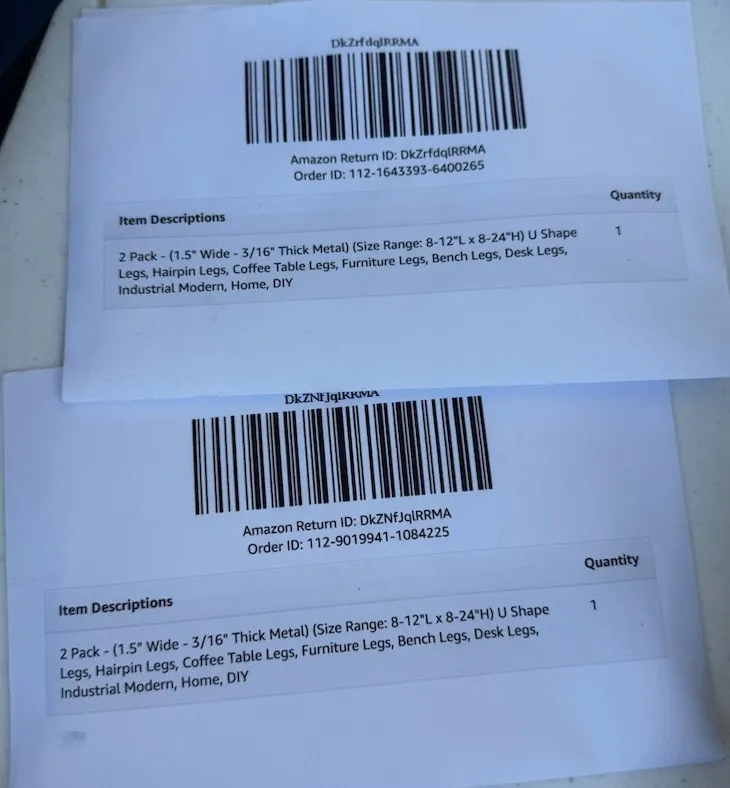 DkZrfdqlRRMA
Amazon Return ID: DkZrfdqlRRMA
Order ID: 112-1643393-6400265
Item Descriptions Quantity
2 Pack - (1.5" Wide - 3/16" Thick Metal) (Size Range: 8-12"L x 8-24"H) U Shape 1
Legs, Hairpin Legs, Coffee Table Legs, Furniture Legs, Bench Legs, Desk Legs,
Industrial Modern, Home, DIY
DkZNfJqlRRMA
Amazon Return ID: DkZNfJqlRRMA
Order ID: 112-9019941-1084225
Item Descriptions Quantity
2 Pack - (1.5" Wide - 3/16" Thick Metal) (Size Range: 8-12"L x 8-24"H) U Shape 1
Legs, Hairpin Legs, Coffee Table Legs, Furniture Legs, Bench Legs, Desk Legs,
Industrial Modern, Home, DIY